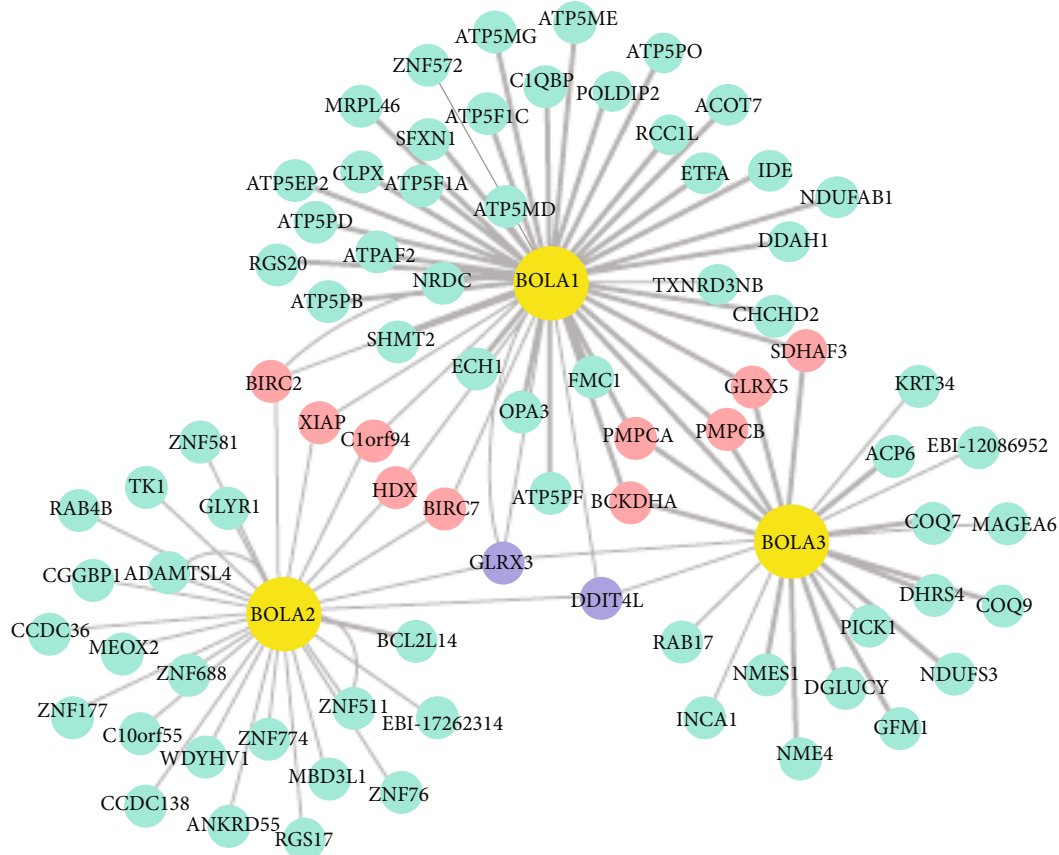 ATP5ME
ATP5MG
ATP5PO
ZNF572
C1QBP
POLDIP2
MRPL46
ATP5F1C
ACOT7
SFXN1
RCC1L
CLPX
ETFA
IDE
ATP5EP2
ATP5F1A
NDUFAB1
ATP5MD
ATP5PD
DDAH1
ATPAF2
RGS20
NRDC
BOLA1
TXNRD3NB
ATP5PB
CHCHD2
SHMT2
SDHAF3
ECH1
FMC1
BIRC2
GLRX5
KRT34
OPA3
XIAP
C1orf94
PMPCA
PMPCB
ZNF581
EBI-12086952
ACP6
TK1
HDX
ATP5PF
BCKDHA
RAB4B
GLYR1
BIRC7
COQ7
MAGEA6
BOLA3
GLRX3
CGGBP1
ADAMTSL4
DHRS4
COQ9
DDIT4L
BOLA2
PICK1
CCDC36
BCL2L14
RAB17
MEOX2
ZNF688
NMES1
NDUFS3
DGLUCY
ZNF177
ZNF511
EBI-17262314
INCA1
GFM1
C10orf55
ZNF774
WDYHV1
NME4
MBD3L1
ZNF76
CCDC138
ANKRD55
RGS17